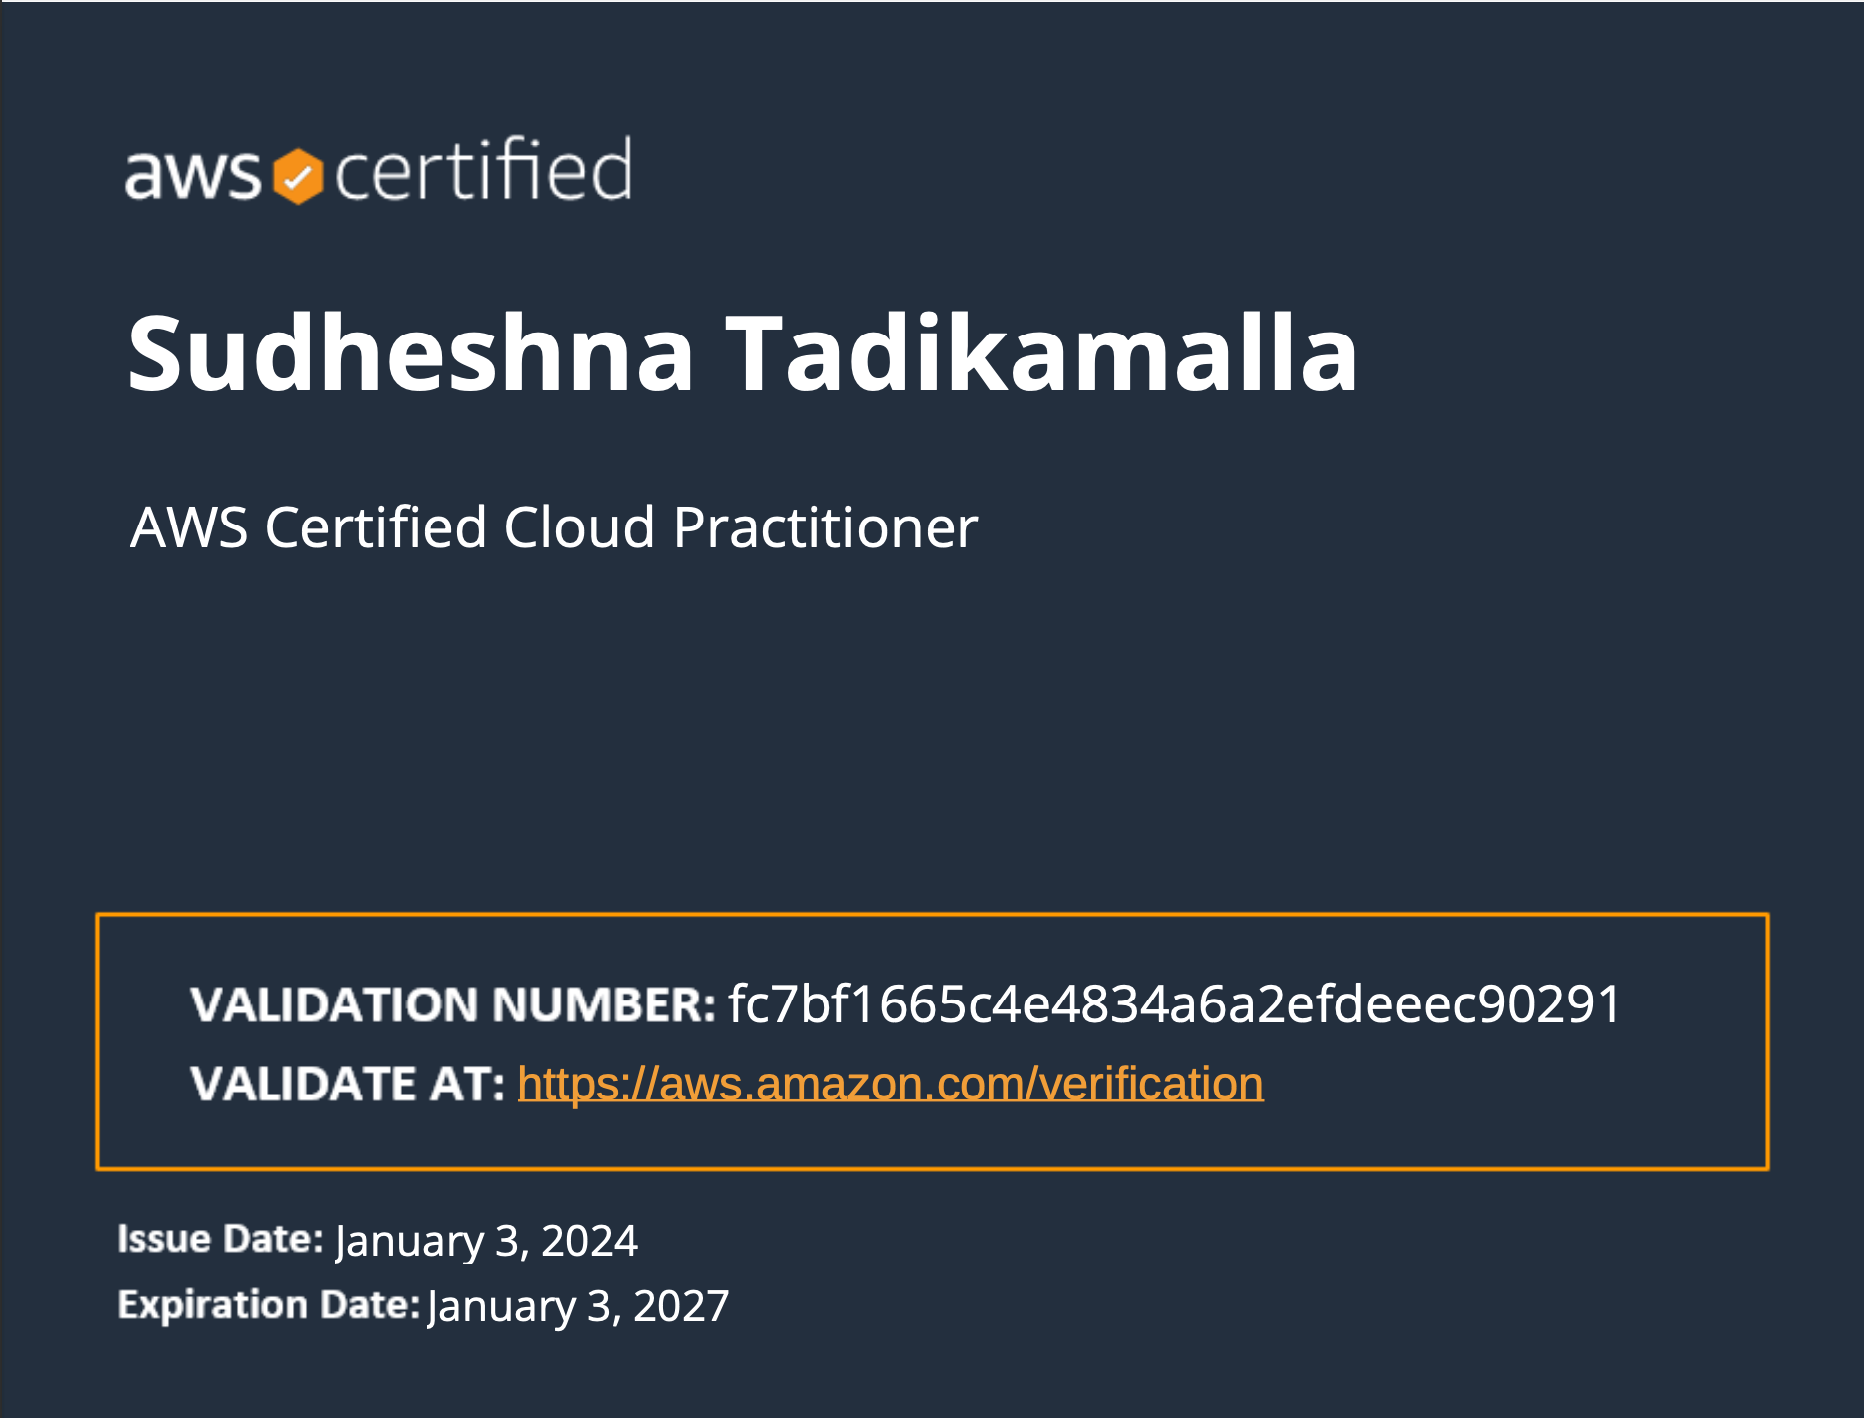 aws certified
Sudheshna Tadikamalla
AWS Certified Cloud Practitioner
VALIDATION NUMBER: fc7bf1665c4e4834a6a2efdeeec90291
VALIDATE AT: https://aws.amazon.com/verification
Issue Date: January 3, 2024
Expiration Date: January 3, 2027